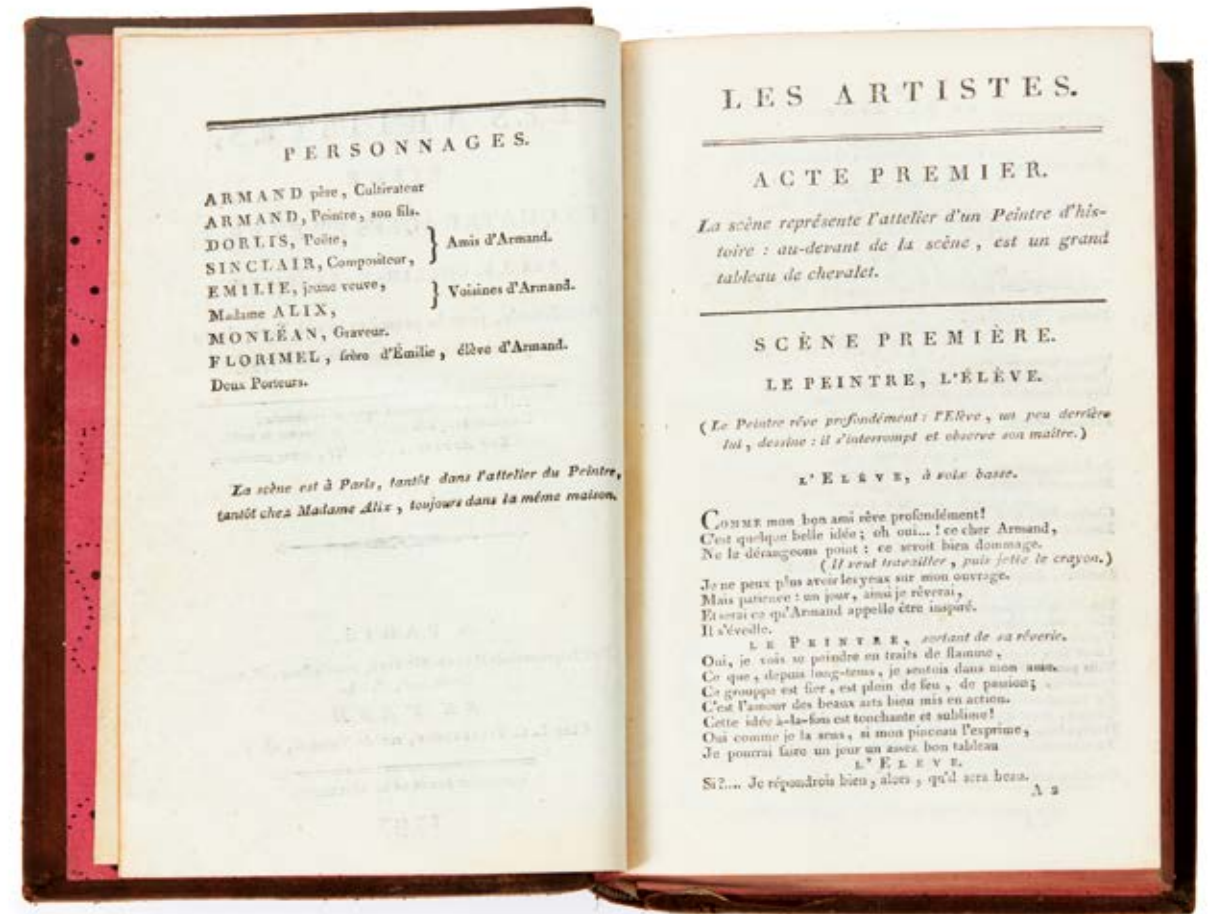 PERSONNAGES.
ARMAND père, Cultivateur
ARMAND, Peintre, son fils.
DORLIS, Poëte,
SINCLAIR, Compositeur,
} Amis d'Armand.
EMILIE, jeune veuve,
Madame ALIX,
} Voisines d'Armand.
MONLÉAN, Graveur.
FLORIMEL, frère d'Émilie, élève d'Armand.
Deux Porteurs.
La scène est à Paris, tantôt dans l'attelier du Peintre,
tantôt chez Madame Alix, toujours dans la même maison.
LES ARTISTES.
ACTE PREMIER.
La scène représente l'attelier d'un Peintre d'his-
toire : au-devant de la scène, est un grand
tableau de chevalet.
SCÈNE PREMIÈRE.
LE PEINTRE, L'ÉLÈVE.
(Le Peintre rêve profondément : l'Elève, un peu derrière
lui, dessine : il s'interrompt et observe son maître.)
L'ELÈVE, à voix basse.
COMME mon bon ami rêve profondément!
C'est quelque belle idée ; oh oui... ! ce cher Armand,
Ne le dérangeons point : ce seroit bien dommage.
(Il veut travailler, puis jette le crayon.)
Je ne peux plus avoir les yeux sur mon ouvrage.
Mais patience : un jour, ainsi je rêverai,
Et serai ce qu'Armand appelle être inspiré.
Il s'éveille.
LE PEINTRE, sortant de sa rêverie.
Oui, je vois se peindre en traits de flamme,
Ce que, depuis long-tems, je sentois dans mon ame.
Ce grouppe est fier, est plein de feu, de passion ;
C'est l'amour des beaux arts bien mis en action.
Cette idée à-la-fois est touchante et sublime!
Oui comme je la sens, si mon pinceau l'exprime,
Je pourrai faire un jour un assez bon tableau
L'ELEVE.
Si?.... Je répondrois bien, alors, qu'il sera beau.
A 2